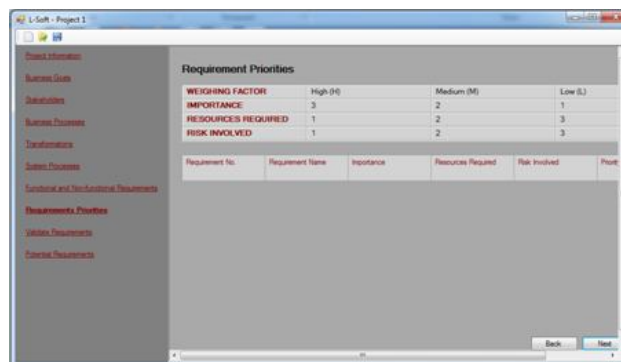 L-Soft - Project 1
Project Information
Business Goals
Stakeholders
Business Processes
Transformations
System Processes
Functional and Non-functional Requirements
Requirements Priorities
Validate Requirements
Potential Requirements
Requirement Priorities
WEIGHING FACTOR High (H) Medium (M) Low (L)
IMPORTANCE 3 2 1
RESOURCES REQUIRED 1 2 3
RISK INVOLVED 1 2 3
Requirement No. Requirement Name Importance Resources Required Risk Involved Priority
Back Next